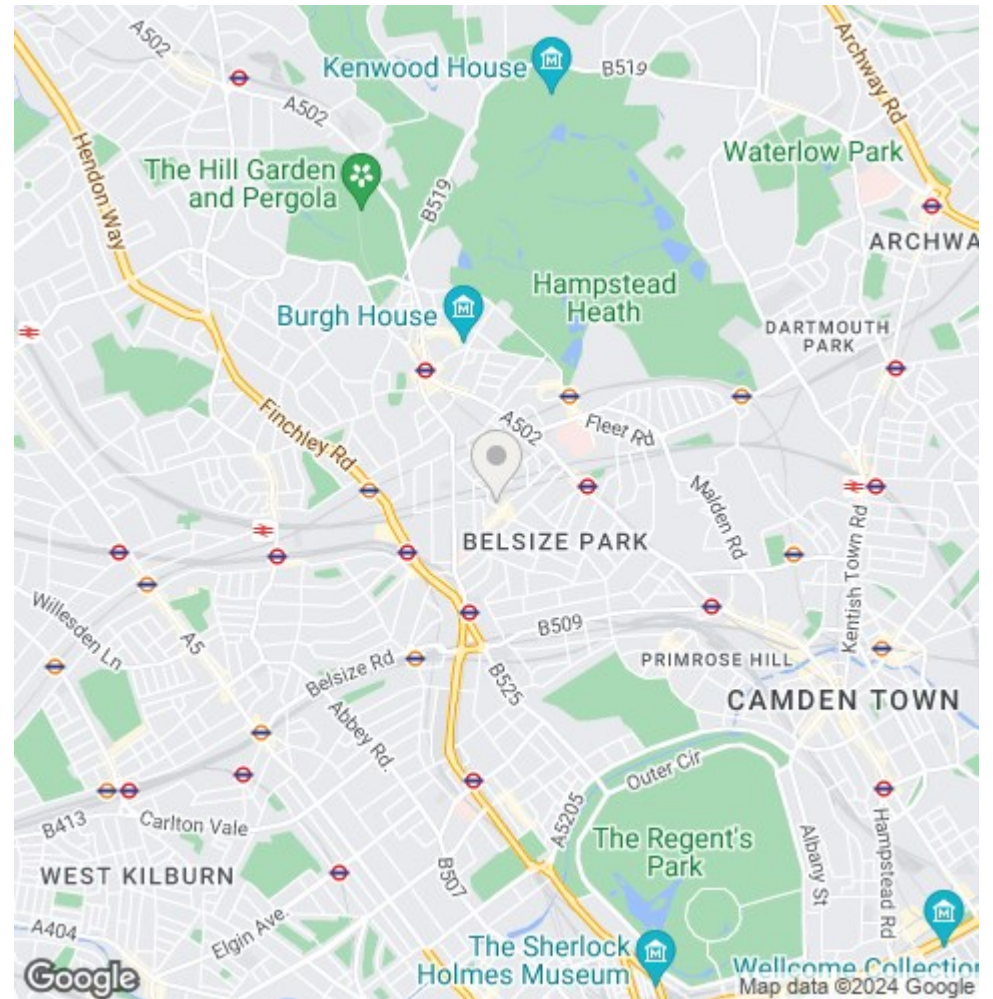 A502
Kenwood House
B519
Archway Rd
A502
Hendon Way
The Hill Garden
and Pergola
B519
Waterlow Park
ARCHWA
Hampstead
Heath
Burgh House
DARTMOUTH
PARK
A502
Fleet Rd
Finchley Rd
Malden Rd
Kentish Town Rd
BELSIZE PARK
Willesden Ln
A5
B509
Belsize Rd
B525
PRIMROSE HILL
CAMDEN TOWN
Abbey Rd.
Outer Cir
B413
Carlton Vale
A5205
The Regent's
Park
Albany St
Hampstead Rd
WEST KILBURN
B507
Elgin Ave.
A404
The Sherlock
Holmes Museum
Wellcome Collection
Google
Map data ©2024 Google